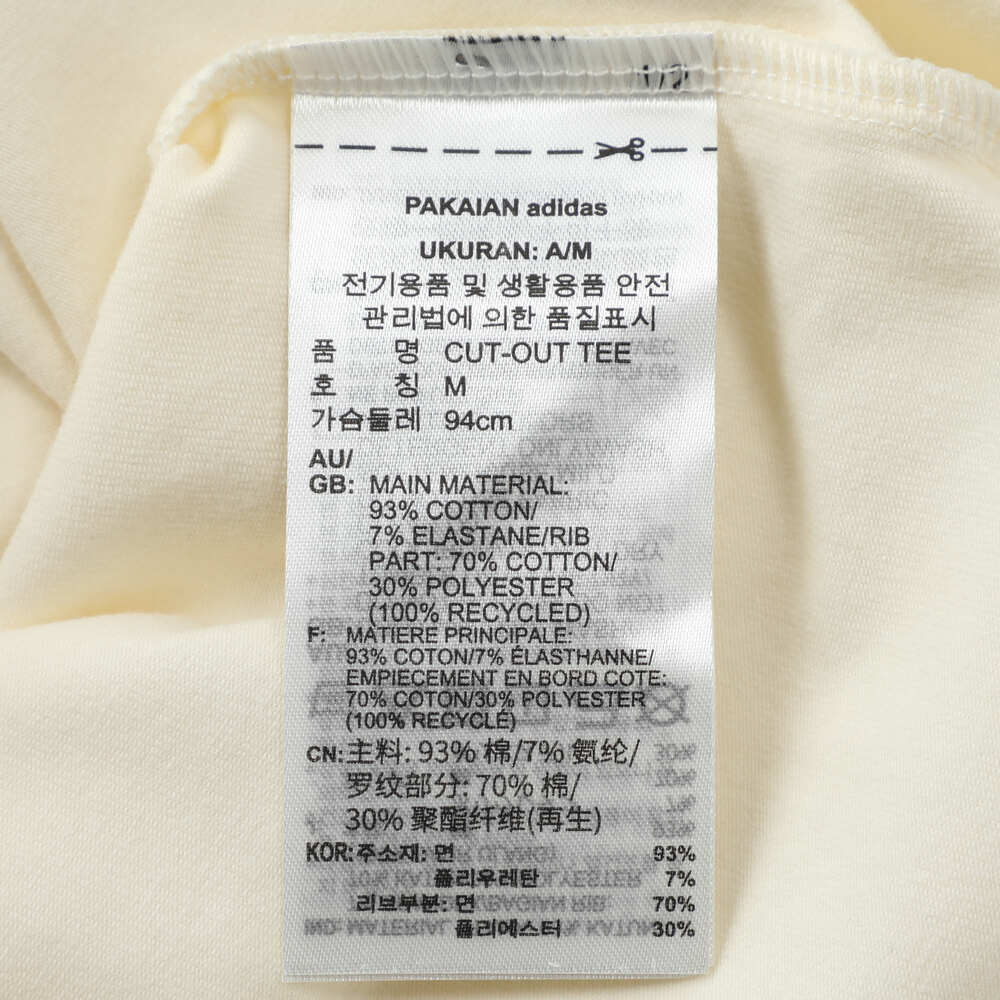 1/2
PAKAIAN adidas
UKURAN: A/M
전기용품 및 생활용품 안전
관리법에 의한 품질표시
품 명 CUT-OUT TEE
호 칭 M
가슴둘레 94cm
AU/
GB: MAIN MATERIAL:
93% COTTON/
7% ELASTANE/RIB
PART: 70% COTTON/
30% POLYESTER
(100% RECYCLED)
F: MATIERE PRINCIPALE:
93% COTON/7% ÉLASTHANNE/
EMPIECEMENT EN BORD COTE:
70% COTON/30% POLYESTER
(100% RECYCLÉ)
CN: 主料: 93% 棉/7% 氨纶/
罗纹部分: 70% 棉/
30% 聚酯纤维(再生)
KOR: 주소재: 면 93%
폴리우레탄 7%
리브부분: 면 70%
폴리에스터 30%